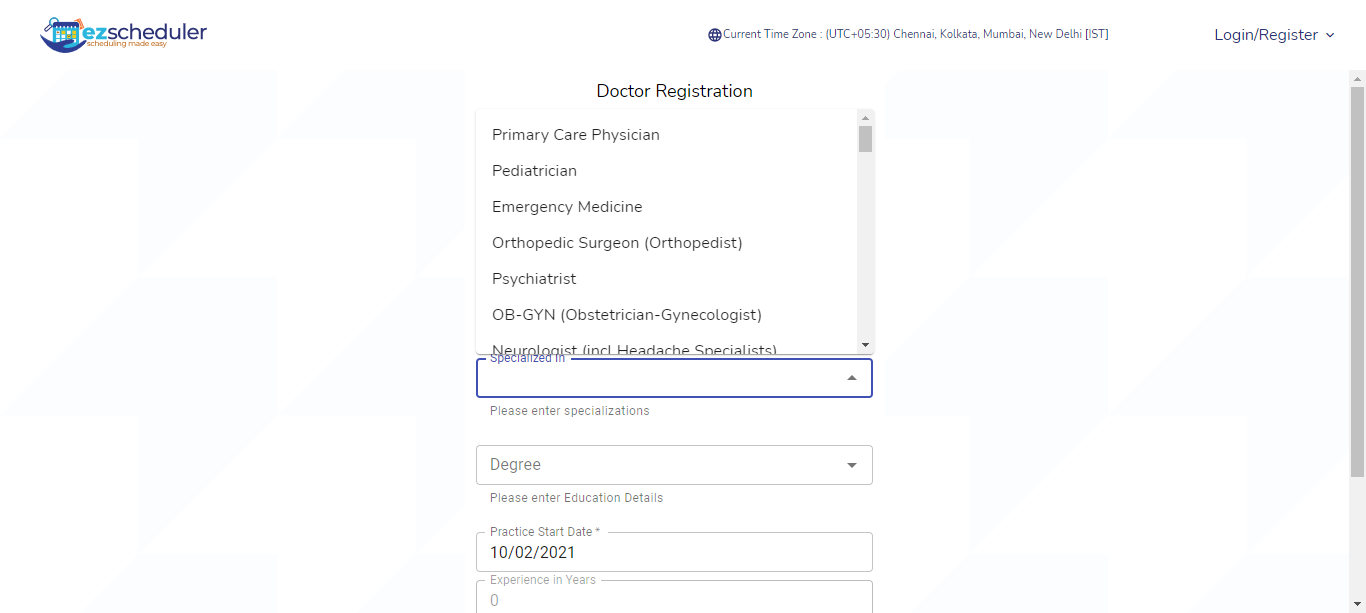 ezscheduler
scheduling made easy
Current Time Zone : (UTC+05:30) Chennai, Kolkata, Mumbai, New Delhi [IST]
Login/Register
Doctor Registration
Primary Care Physician
Pediatrician
Emergency Medicine
Orthopedic Surgeon (Orthopedist)
Psychiatrist
OB-GYN (Obstetrician-Gynecologist)
Neurologist (incl Headache Specialists)
Specialized In
Please enter specializations
Degree
Please enter Education Details
Practice Start Date *
10/02/2021
Experience in Years
0